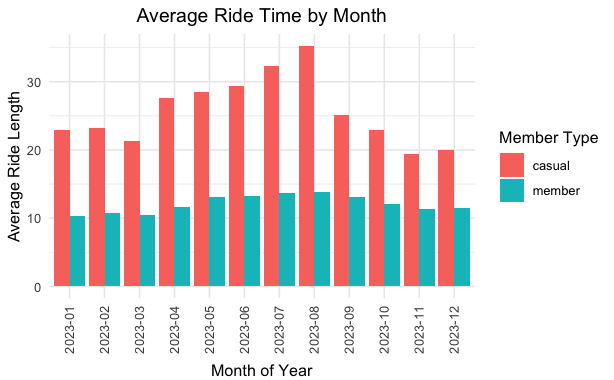 Average Ride Time by Month
Average Ride Length
30
20
10
0
2023-01
2023-02
2023-03
2023-04
2023-05
2023-06
2023-07
2023-08
2023-09
2023-10
2023-11
2023-12
Month of Year
Member Type
casual
member